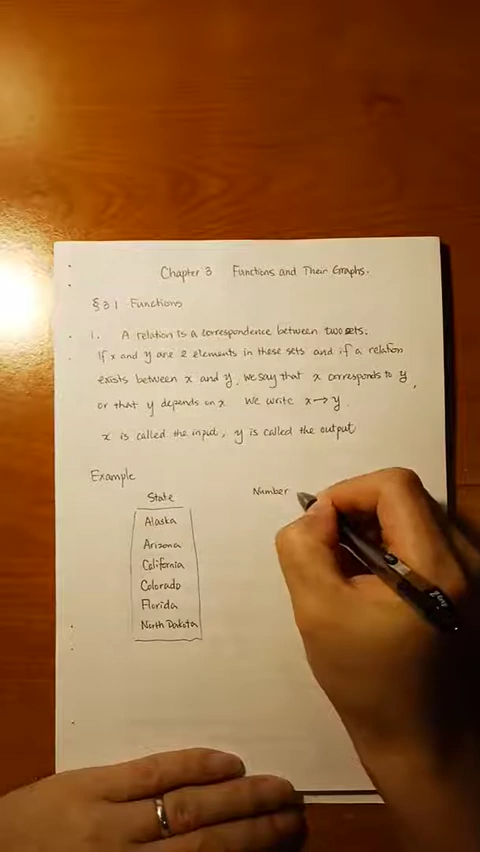 Chapter 3 Functions and Their Graphs.
§ 3.1 Functions
1. A relation is a correspondence between two sets.
If x and y are 2 elements in these sets and if a relation
exists between x and y, we say that x corresponds to y,
or that y depends on x We write x→y.
x is called the input, y is called the output
Example
State Number
Alaska
Arizona
California
Colorado
Florida
North Dakota